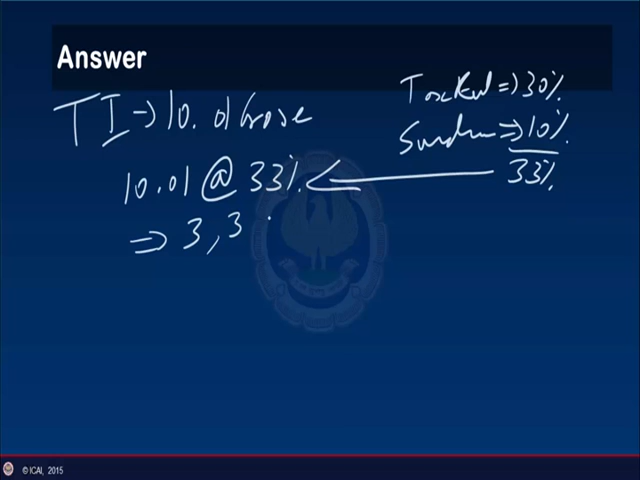 Answer
Tax Rate => 30%
TI -> 10.01 crore
Surcharge => 10%
10.01 @ 33%
33%
=> 3,3
© ICAI, 2015